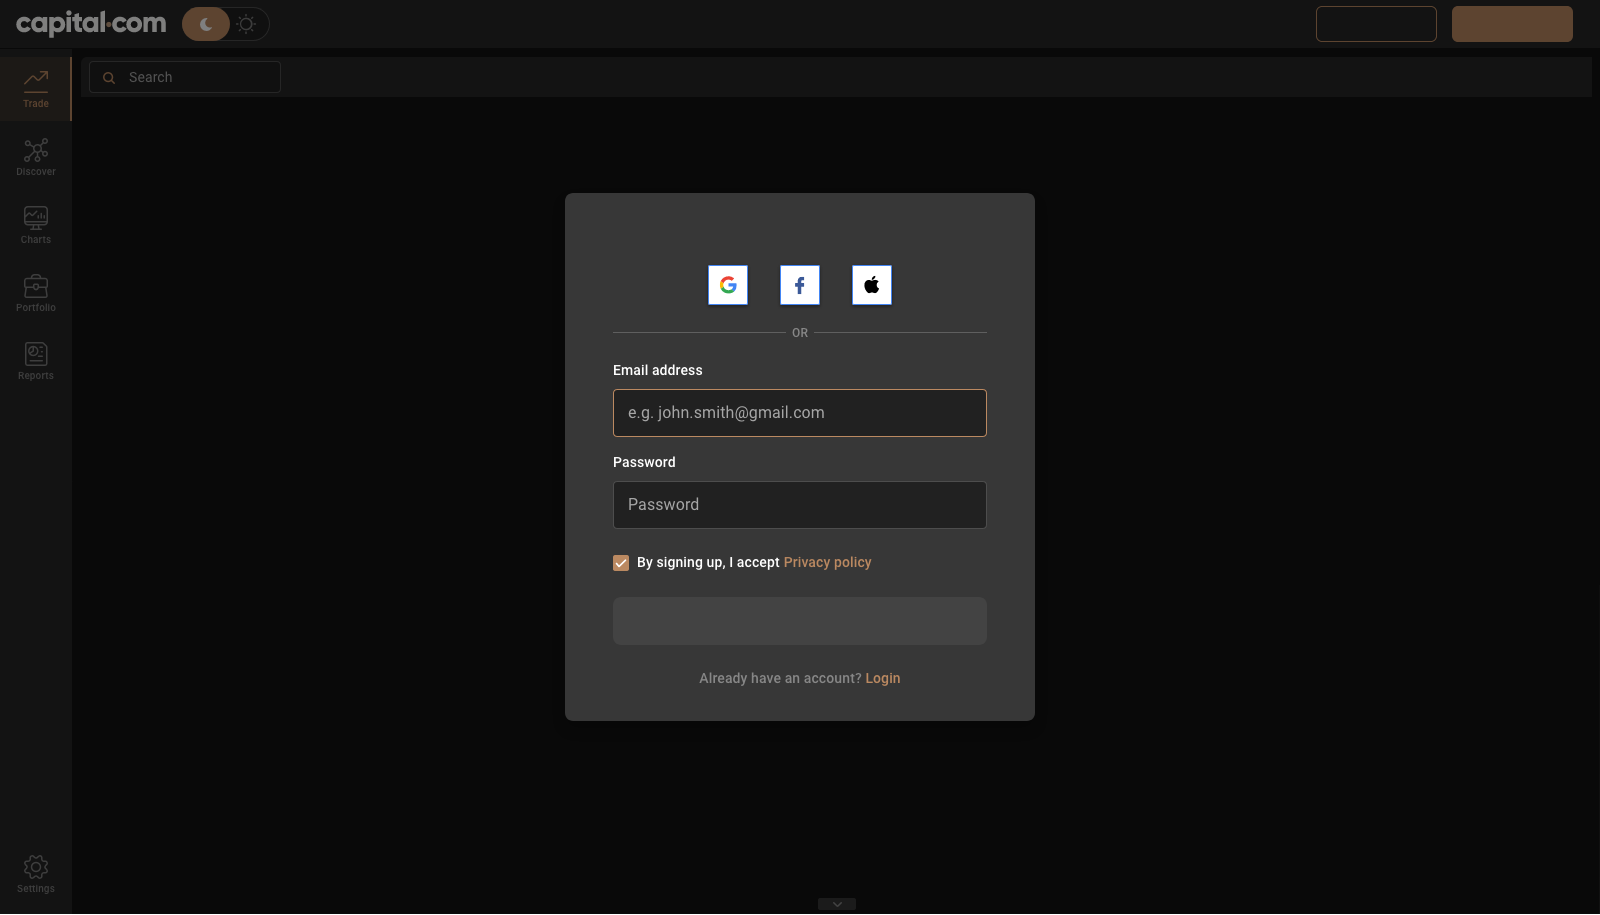 capital.com
Search
Trade
Discover
Charts
Portfolio
Reports
Settings
OR
Email address
e.g. john.smith@gmail.com
Password
Password
By signing up, I accept Privacy policy
Already have an account? Login